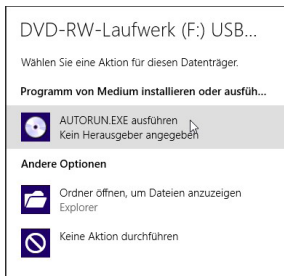 DVD-RW-Laufwerk (F:) USB...
Wählen Sie eine Aktion für diesen Datenträger.
Programm von Medium installieren oder ausfüh...
AUTORUN.EXE ausführen
Kein Herausgeber angegeben
Andere Optionen
Ordner öffnen, um Dateien anzuzeigen
Explorer
Keine Aktion durchführen